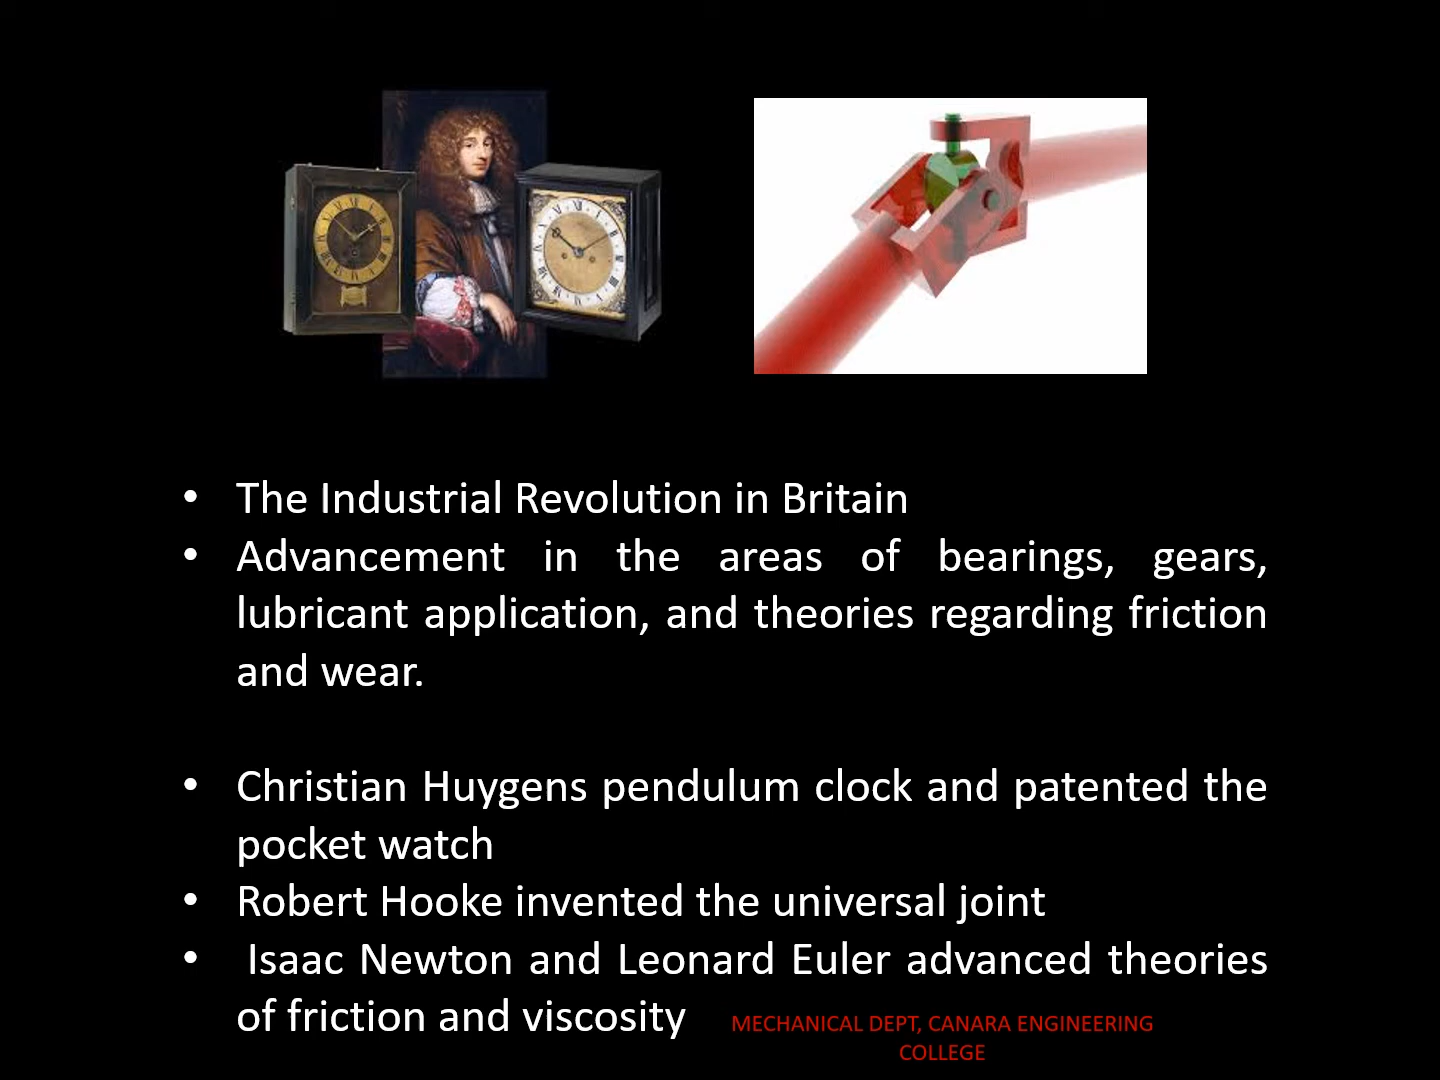 • The Industrial Revolution in Britain
• Advancement in the areas of bearings, gears,
lubricant application, and theories regarding friction
and wear.
• Christian Huygens pendulum clock and patented the
pocket watch
• Robert Hooke invented the universal joint
• Isaac Newton and Leonard Euler advanced theories
of friction and viscosity
MECHANICAL DEPT, CANARA ENGINEERING
COLLEGE